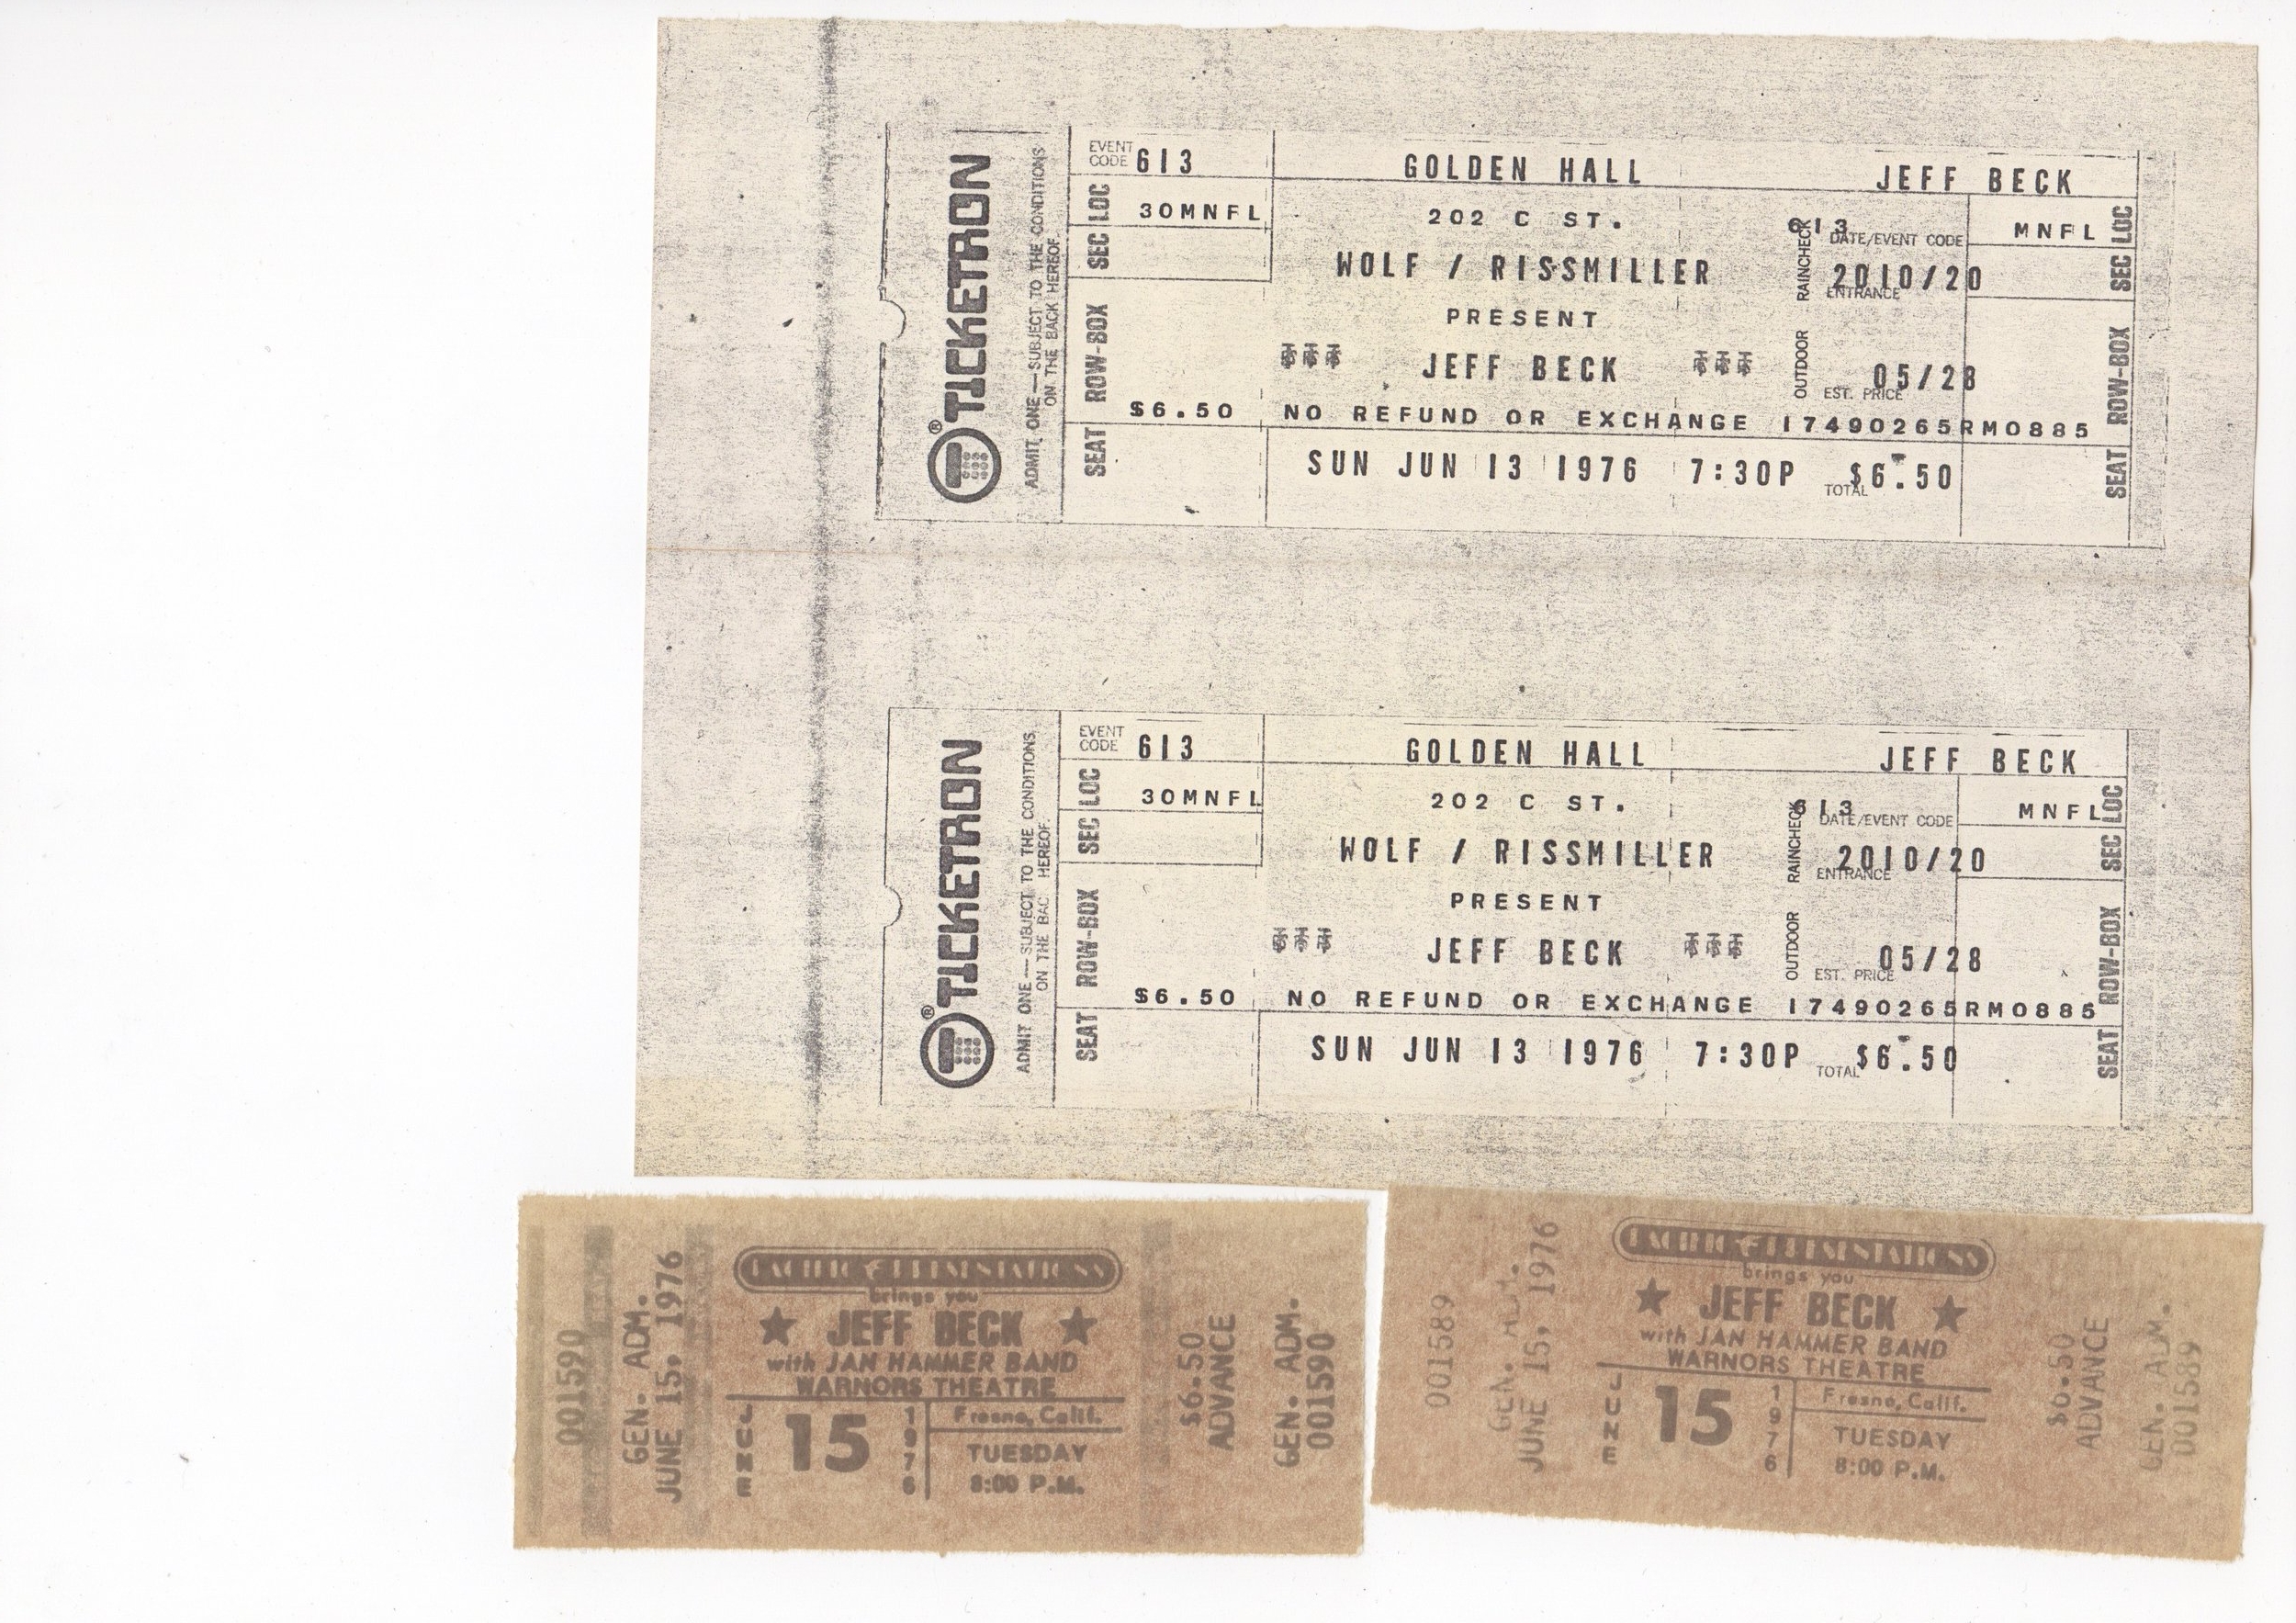 TICKETRON®
ADMIT ONE—SUBJECT TO THE CONDITIONS
ON THE BACK HEREOF.
EVENT CODE 613
LOC 30MNFL
SEC
ROW-BOX
$6.50
SEAT
GOLDEN HALL
202 C ST.
WOLF / RISSMILLER
PRESENT
JEFF BECK
NO REFUND OR EXCHANGE 17490265RM0885
SUN JUN 13 1976 7:30P $6.50
TOTAL
JEFF BECK
613
RAINCHECK
DATE/EVENT CODE
2010/20
ENTRANCE
OUTDOOR
05/28
EST. PRICE
MNFL
LOC
SEC
ROW-BOX
SEAT
TICKETRON®
ADMIT ONE—SUBJECT TO THE CONDITIONS
ON THE BAC HEREOF.
EVENT CODE 613
LOC 30MNFL
SEC
ROW-BOX
$6.50
SEAT
GOLDEN HALL
202 C ST.
WOLF / RISSMILLER
PRESENT
JEFF BECK
NO REFUND OR EXCHANGE 17490265RM0885
SUN JUN 13 1976 7:30P $6.50
TOTAL
JEFF BECK
613
RAINCHECK
DATE/EVENT CODE
2010/20
ENTRANCE
OUTDOOR
05/28
EST. PRICE
MNFL
LOC
SEC
ROW-BOX
SEAT
001590
GEN. ADM.
JUNE 15, 1976
PACIFIC PRESENTATIONS
brings you
★ JEFF BECK ★
with JAN HAMMER BAND
WARNORS THEATRE
JUNE 15 1976
Fresno, Calif.
TUESDAY
8:00 P.M.
$6.50
ADVANCE
GEN. ADM.
001590
001589
GEN. ADM.
JUNE 15, 1976
PACIFIC PRESENTATIONS
brings you
★ JEFF BECK ★
with JAN HAMMER BAND
WARNORS THEATRE
JUNE 15 1976
Fresno, Calif.
TUESDAY
8:00 P.M.
$6.50
ADVANCE
GEN. ADM.
001589